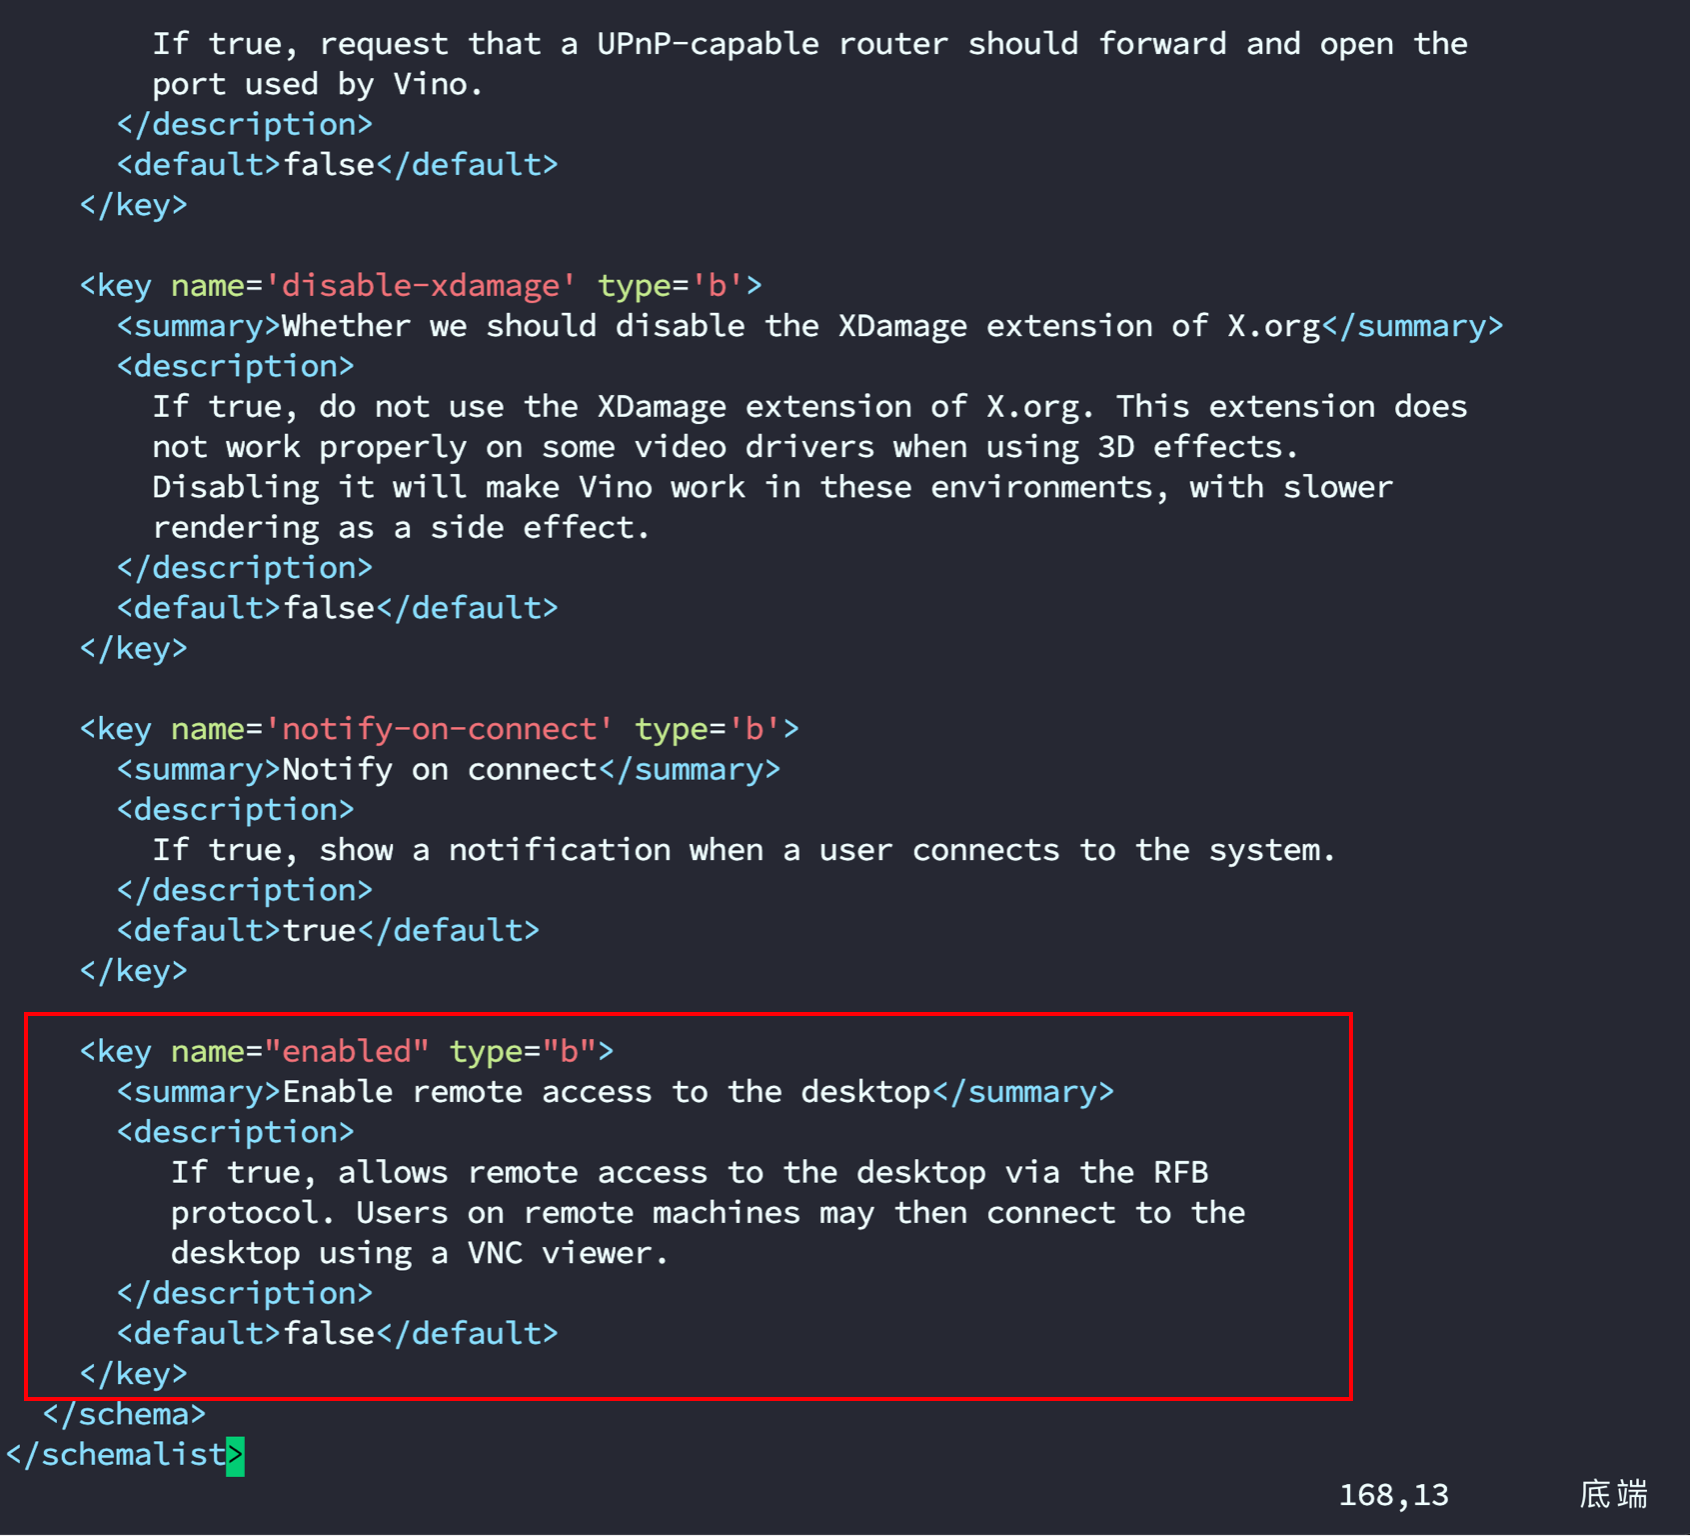 If true, request that a UPnP-capable router should forward and open the
port used by Vino.
</description>
<default>false</default>
</key>
<key name='disable-xdamage' type='b'>
<summary>Whether we should disable the XDamage extension of X.org</summary>
<description>
If true, do not use the XDamage extension of X.org. This extension does
not work properly on some video drivers when using 3D effects.
Disabling it will make Vino work in these environments, with slower
rendering as a side effect.
</description>
<default>false</default>
</key>
<key name='notify-on-connect' type='b'>
<summary>Notify on connect</summary>
<description>
If true, show a notification when a user connects to the system.
</description>
<default>true</default>
</key>
<key name="enabled" type="b">
<summary>Enable remote access to the desktop</summary>
<description>
If true, allows remote access to the desktop via the RFB
protocol. Users on remote machines may then connect to the
desktop using a VNC viewer.
</description>
<default>false</default>
</key>
</schema>
</schemalist>
168,13 底端